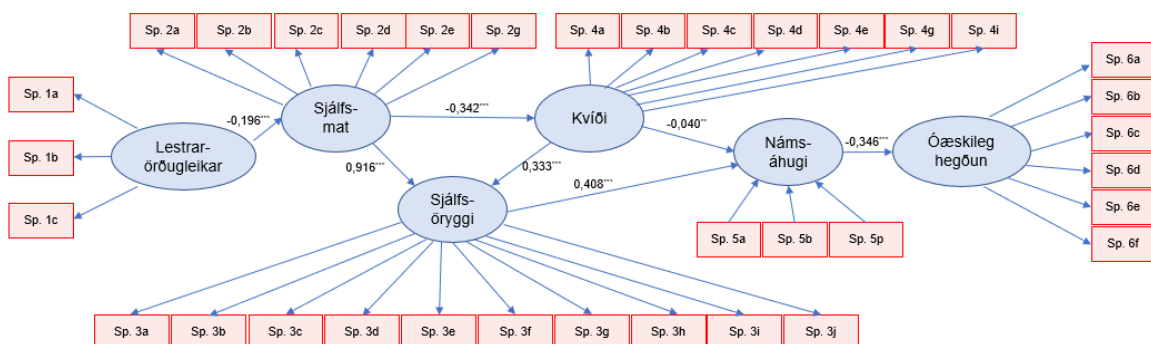 Sp. 2a
Sp. 2b
Sp. 2c
Sp. 2d
Sp. 2e
Sp. 2g
Sp. 4a
Sp. 4b
Sp. 4c
Sp. 4d
Sp. 4e
Sp. 4g
Sp. 4i
Sp. 1a
Sp. 1b
Sp. 1c
Lestrar-
örðugleikar
-0,196***
Sjálfs-
mat
-0,342***
Kvíði
0,916***
0,333***
-0,040**
0,408***
Sjálfs-
öryggi
Náms-
áhugi
-0,346***
Óæskileg
hegðun
Sp. 6a
Sp. 6b
Sp. 6c
Sp. 6d
Sp. 6e
Sp. 6f
Sp. 5a
Sp. 5b
Sp. 5p
Sp. 3a
Sp. 3b
Sp. 3c
Sp. 3d
Sp. 3e
Sp. 3f
Sp. 3g
Sp. 3h
Sp. 3i
Sp. 3j